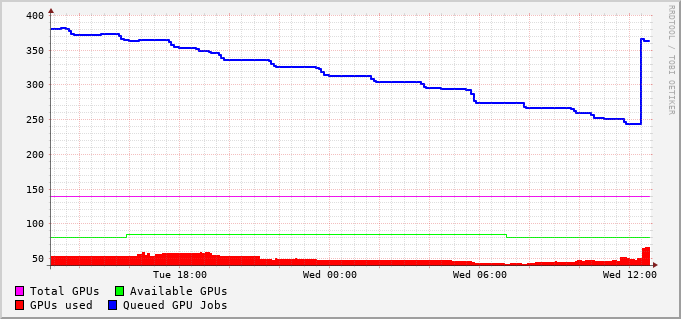 400
350
300
250
200
150
100
50
Tue 18:00 Wed 00:00 Wed 06:00 Wed 12:00
Total GPUs Available GPUs
GPUs used Queued GPU Jobs
RRDTOOL / TOBI OETIKER